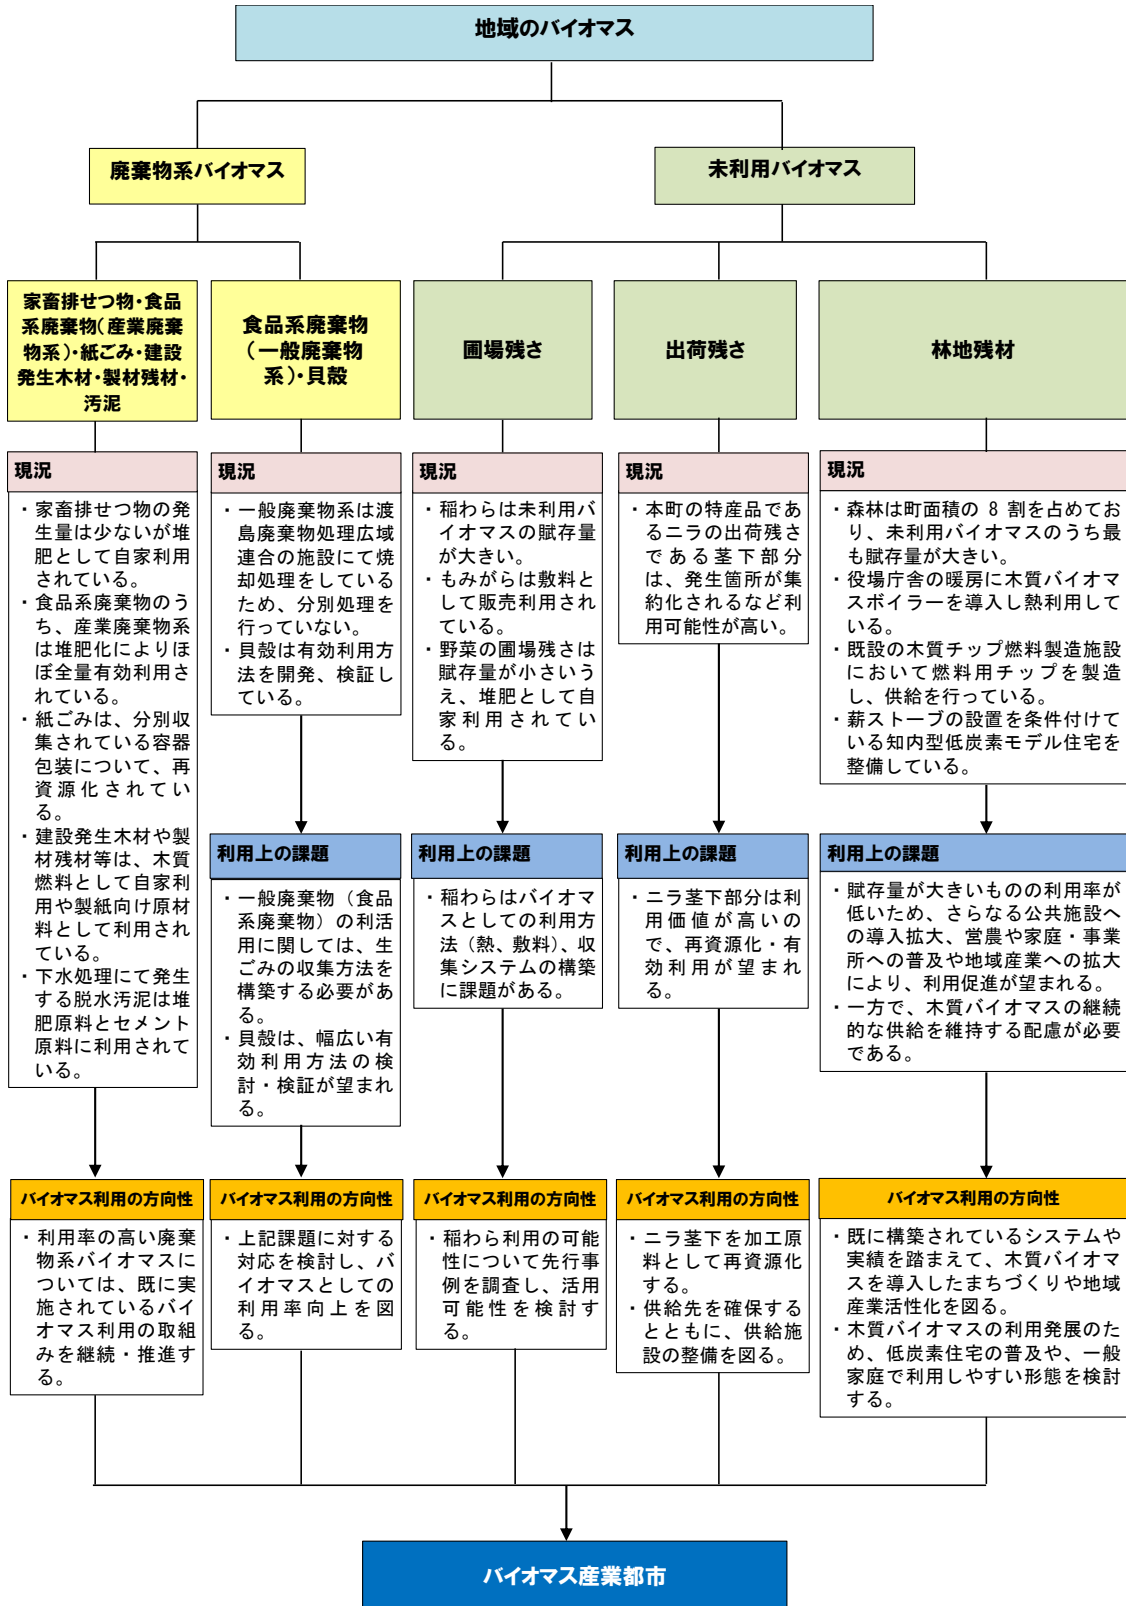 地域のバイオマス
廃棄物系バイオマス
未利用バイオマス
家畜排せつ物・食品
系廃棄物(産業廃棄
物系)・紙ごみ・建設
発生木材・製材残材・
汚泥
食品系廃棄物
(一般廃棄物
系)・貝殻
圃場残さ
出荷残さ
林地残材
現況
・家畜排せつ物の発
生量は少ないが堆
肥として自家利用
されている。
・食品系廃棄物のう
ち、産業廃棄物系
は堆肥化によりほ
ぼ全量有効利用さ
れている。
・紙ごみは、分別収
集されている容器
包装について、再
資源化されてい
る。
・建設発生木材や製
材残材等は、木質
燃料として自家利
用や製紙向け原材
料として利用され
ている。
・下水処理にて発生
する脱水汚泥は堆
肥原料とセメント
原料に利用されて
いる。
現況
・一般廃棄物系は渡
島廃棄物処理広域
連合の施設にて焼
却処理をしている
ため、分別処理を
行っていない。
・貝殻は有効利用方
法を開発、検証し
ている。
現況
・稲わらは未利用バ
イオマスの賦存量
が大きい。
・もみがらは敷料と
して販売利用され
ている。
・野菜の圃場残さは
賦存量が小さいう
え、堆肥として自
家利用されてい
る。
現況
・本町の特産品であ
るニラの出荷残さ
である茎下部分
は、発生箇所が集
約化されるなど利
用可能性が高い。
現況
・森林は町面積の 8 割を占めてお
り、未利用バイオマスのうち最
も賦存量が大きい。
・役場庁舎の暖房に木質バイオマ
スボイラーを導入し熱利用して
いる。
・既設の木質チップ燃料製造施設
において燃料用チップを製造
し、供給を行っている。
・薪ストーブの設置を条件付けて
いる知内型低炭素モデル住宅を
整備している。
利用上の課題
・一般廃棄物(食品
系廃棄物)の利活
用に関しては、生
ごみの収集方法を
構築する必要があ
る。
・貝殻は、幅広い有
効利用方法の検
討・検証が望まれ
る。
利用上の課題
・稲わらはバイオマ
スとしての利用方
法(熱、敷料)、収
集システムの構築
に課題がある。
利用上の課題
・ニラ茎下部分は利
用価値が高いの
で、再資源化・有
効利用が望まれ
る。
利用上の課題
・賦存量が大きいものの利用率が
低いため、さらなる公共施設へ
の導入拡大、営農や家庭・事業
所への普及や地域産業への拡大
により、利用促進が望まれる。
・一方で、木質バイオマスの継続
的な供給を維持する配慮が必要
である。
バイオマス利用の方向性
・利用率の高い廃棄
物系バイオマスに
ついては、既に実
施されているバイ
オマス利用の取組
みを継続・推進す
る。
バイオマス利用の方向性
・上記課題に対する
対応を検討し、バ
イオマスとしての
利用率向上を図
る。
バイオマス利用の方向性
・稲わら利用の可能
性について先行事
例を調査し、活用
可能性を検討す
る。
バイオマス利用の方向性
・ニラ茎下を加工原
料として再資源化
する。
・供給先を確保する
とともに、供給施
設の整備を図る。
バイオマス利用の方向性
・既に構築されているシステムや
実績を踏まえて、木質バイオマ
スを導入したまちづくりや地域
産業活性化を図る。
・木質バイオマスの利用発展のた
め、低炭素住宅の普及や、一般
家庭で利用しやすい形態を検討
する。
バイオマス産業都市